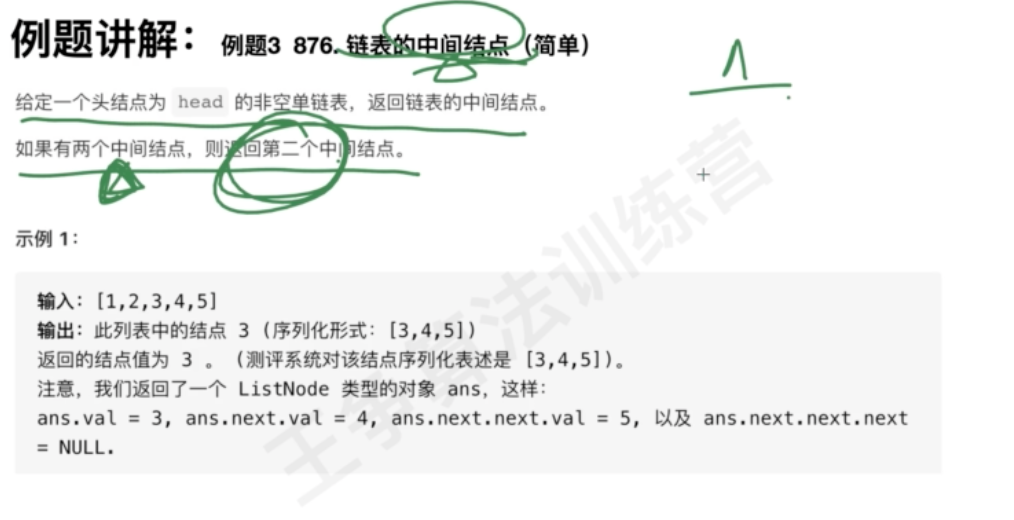 例题讲解： 例题3 876. 链表的中间结点（简单）
1
给定一个头结点为 head 的非空单链表，返回链表的中间结点。
如果有两个中间结点，则返回第二个中间结点。
示例 1：
输入：[1,2,3,4,5]
输出：此列表中的结点 3 (序列化形式：[3,4,5])
返回的结点值为 3 。 (测评系统对该结点序列化表述是 [3,4,5])。
注意，我们返回了一个 ListNode 类型的对象 ans，这样：
ans.val = 3, ans.next.val = 4, ans.next.next.val = 5, 以及 ans.next.next.next
= NULL.
王争算法训练营